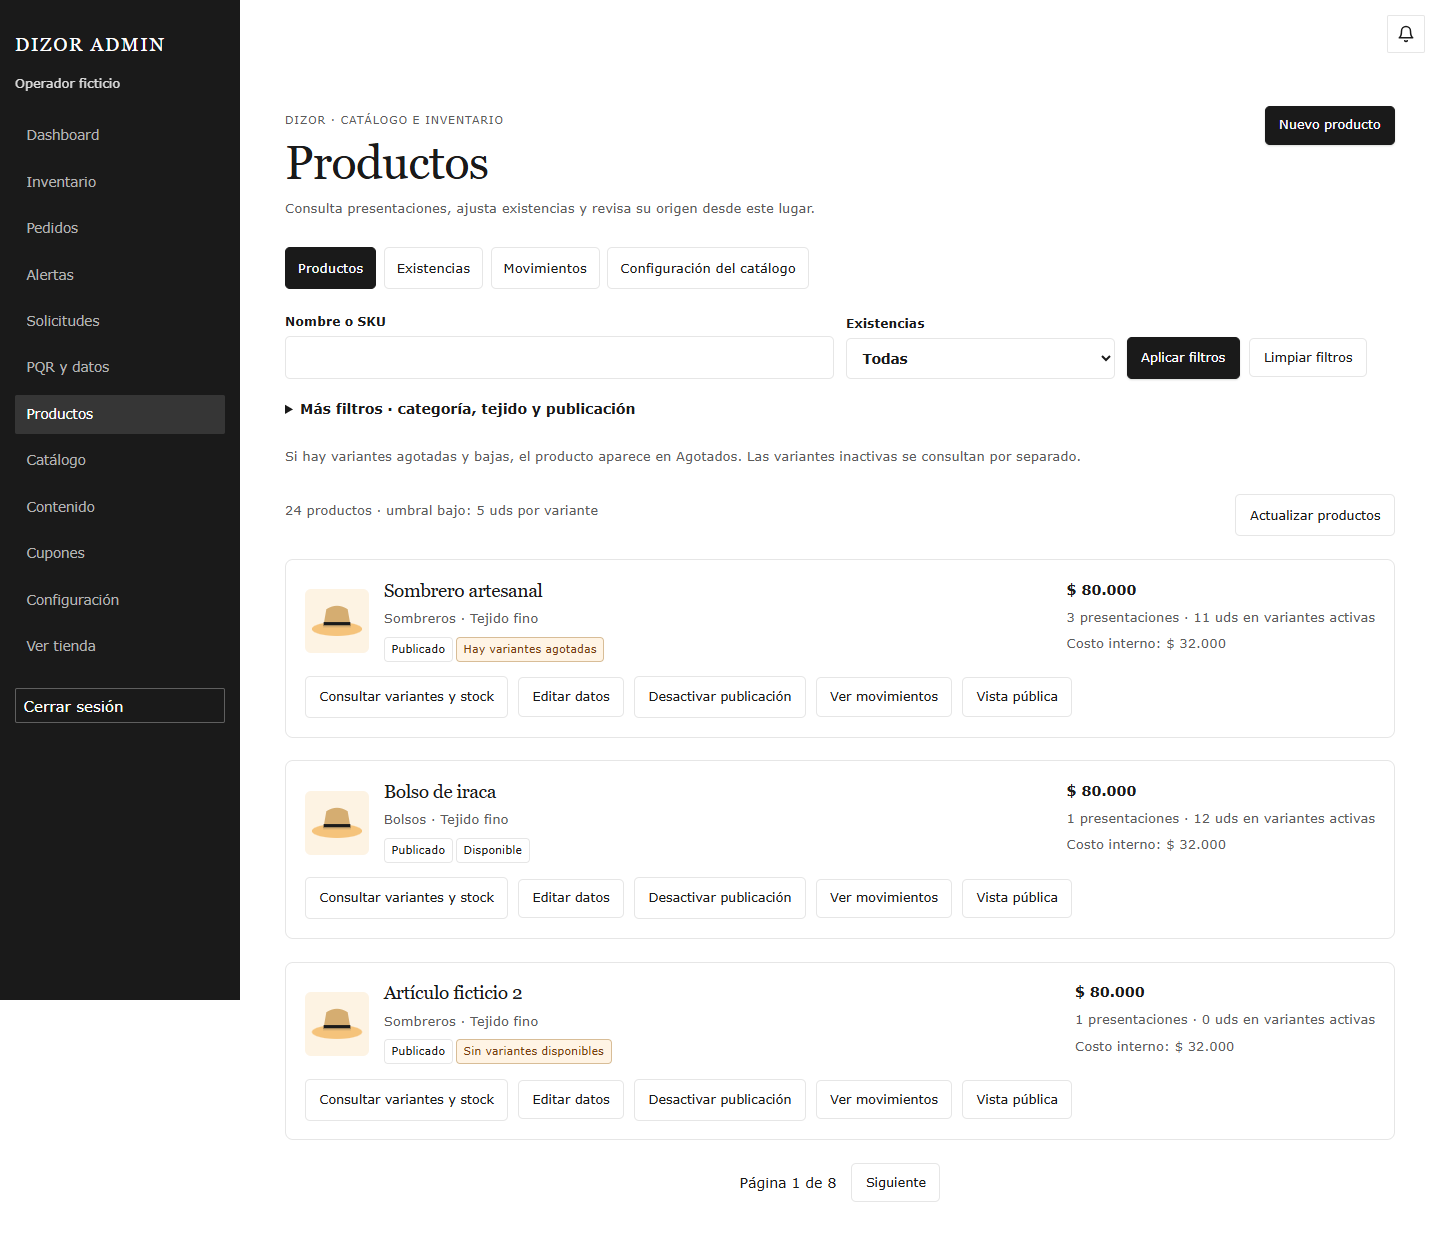 DIZOR ADMIN
Operador ficticio
Dashboard
Inventario
Pedidos
Alertas
Solicitudes
PQR y datos
Productos
Catálogo
Contenido
Cupones
Configuración
Ver tienda
Cerrar sesión
DIZOR · CATÁLOGO E INVENTARIO
Productos
Consulta presentaciones, ajusta existencias y revisa su origen desde este lugar.
Nuevo producto
Productos Existencias Movimientos Configuración del catálogo
Nombre o SKU
Existencias
Todas
Aplicar filtros Limpiar filtros
Más filtros · categoría, tejido y publicación
Si hay variantes agotadas y bajas, el producto aparece en Agotados. Las variantes inactivas se consultan por separado.
24 productos · umbral bajo: 5 uds por variante
Actualizar productos
Sombrero artesanal
Sombreros · Tejido fino
Publicado Hay variantes agotadas
$ 80.000
3 presentaciones · 11 uds en variantes activas
Costo interno: $ 32.000
Consultar variantes y stock Editar datos Desactivar publicación Ver movimientos Vista pública
Bolso de iraca
Bolsos · Tejido fino
Publicado Disponible
$ 80.000
1 presentaciones · 12 uds en variantes activas
Costo interno: $ 32.000
Consultar variantes y stock Editar datos Desactivar publicación Ver movimientos Vista pública
Artículo ficticio 2
Sombreros · Tejido fino
Publicado Sin variantes disponibles
$ 80.000
1 presentaciones · 0 uds en variantes activas
Costo interno: $ 32.000
Consultar variantes y stock Editar datos Desactivar publicación Ver movimientos Vista pública
Página 1 de 8 Siguiente